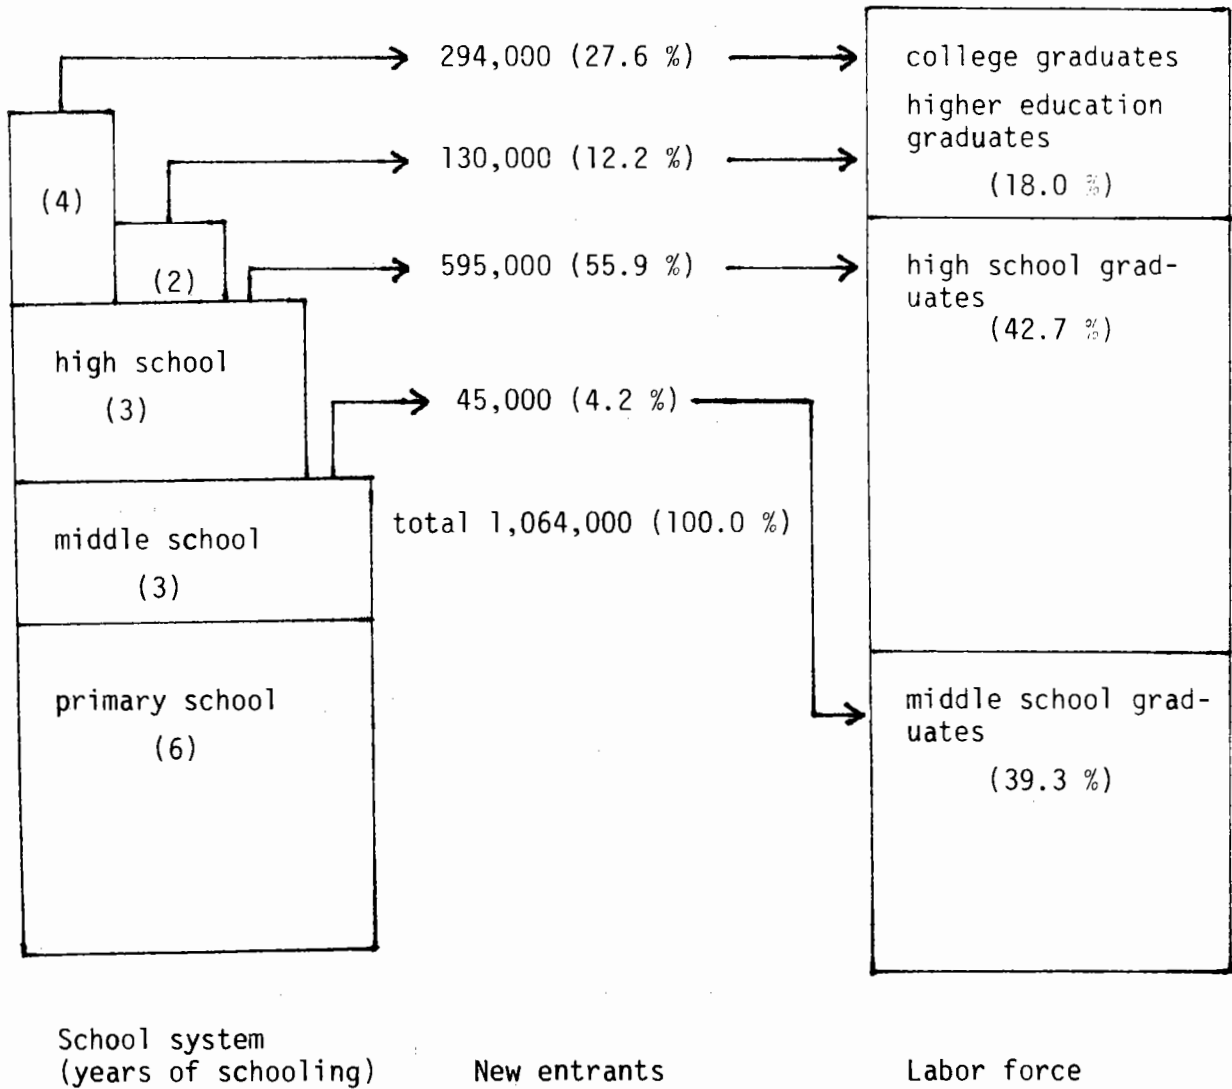 294,000 (27.6 %)
college graduates
higher education
graduates
(18.0 %)
130,000 (12.2 %)
(4)
(2)
595,000 (55.9 %)
high school grad-
uates
(42.7 %)
high school
(3)
45,000 (4.2 %)
total 1,064,000 (100.0 %)
middle school
(3)
primary school
(6)
middle school grad-
uates
(39.3 %)
School system
(years of schooling)
New entrants
Labor force